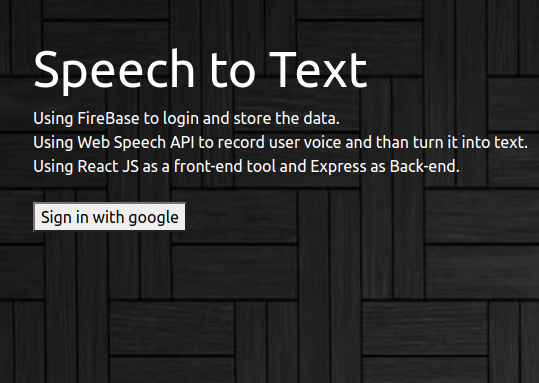 Speech to Text
Using FireBase to login and store the data.
Using Web Speech API to record user voice and than turn it into text.
Using React JS as a front-end tool and Express as Back-end.
Sign in with google